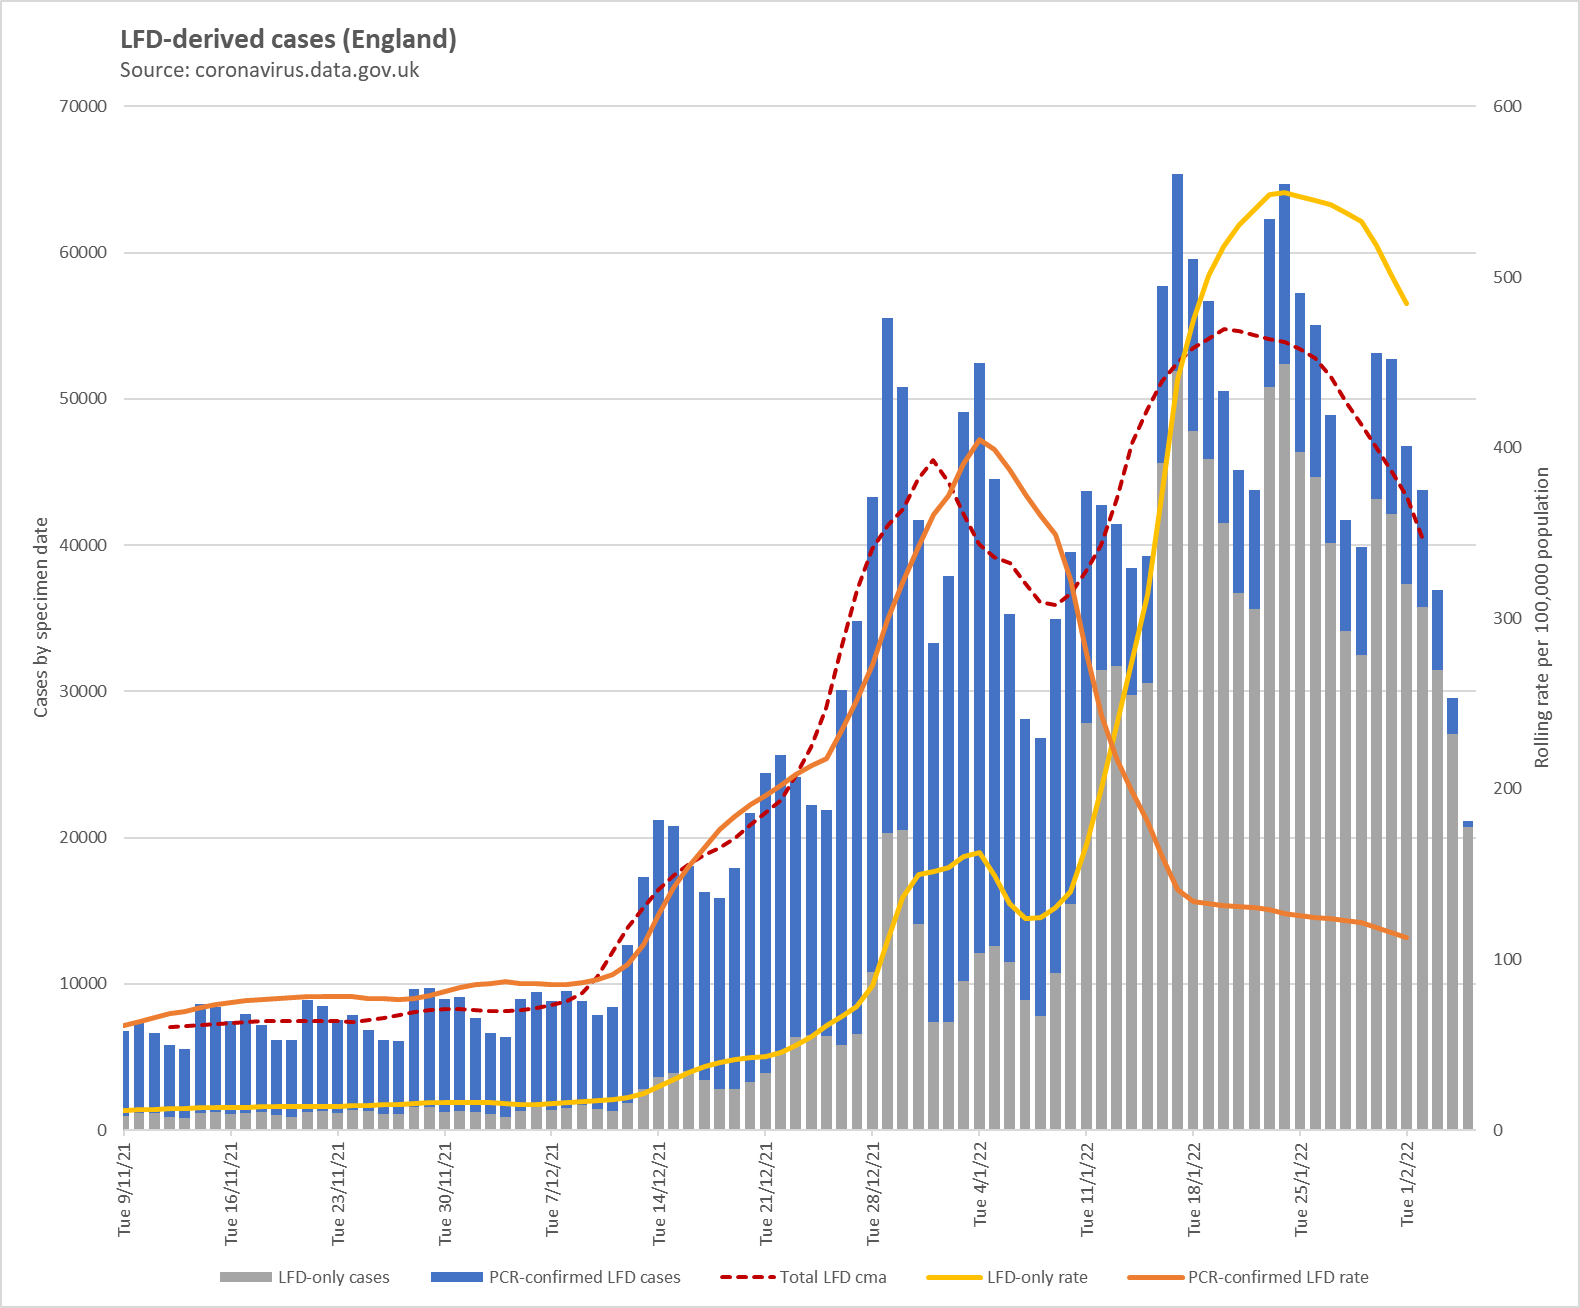 LFD-derived cases (England)
Source: coronavirus.data.gov.uk
70000
60000
50000
40000
30000
20000
10000
0
Cases by specimen date
600
500
400
300
200
100
0
Rolling rate per 100,000 population
Tue 9/11/21
Tue 16/11/21
Tue 23/11/21
Tue 30/11/21
Tue 7/12/21
Tue 14/12/21
Tue 21/12/21
Tue 28/12/21
Tue 4/1/22
Tue 11/1/22
Tue 18/1/22
Tue 25/1/22
Tue 1/2/22
LFD-only cases
PCR-confirmed LFD cases
Total LFD cma
LFD-only rate
PCR-confirmed LFD rate